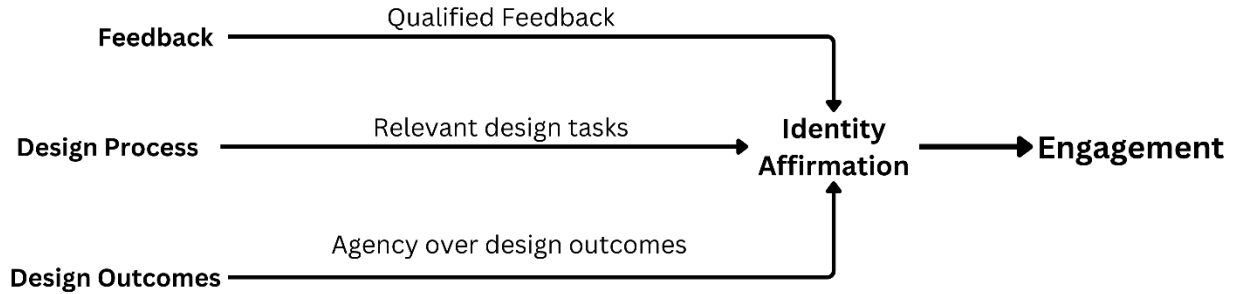 Qualified Feedback
Feedback
Relevant design tasks
Design Process
Identity
Affirmation
Engagement
Agency over design outcomes
Design Outcomes